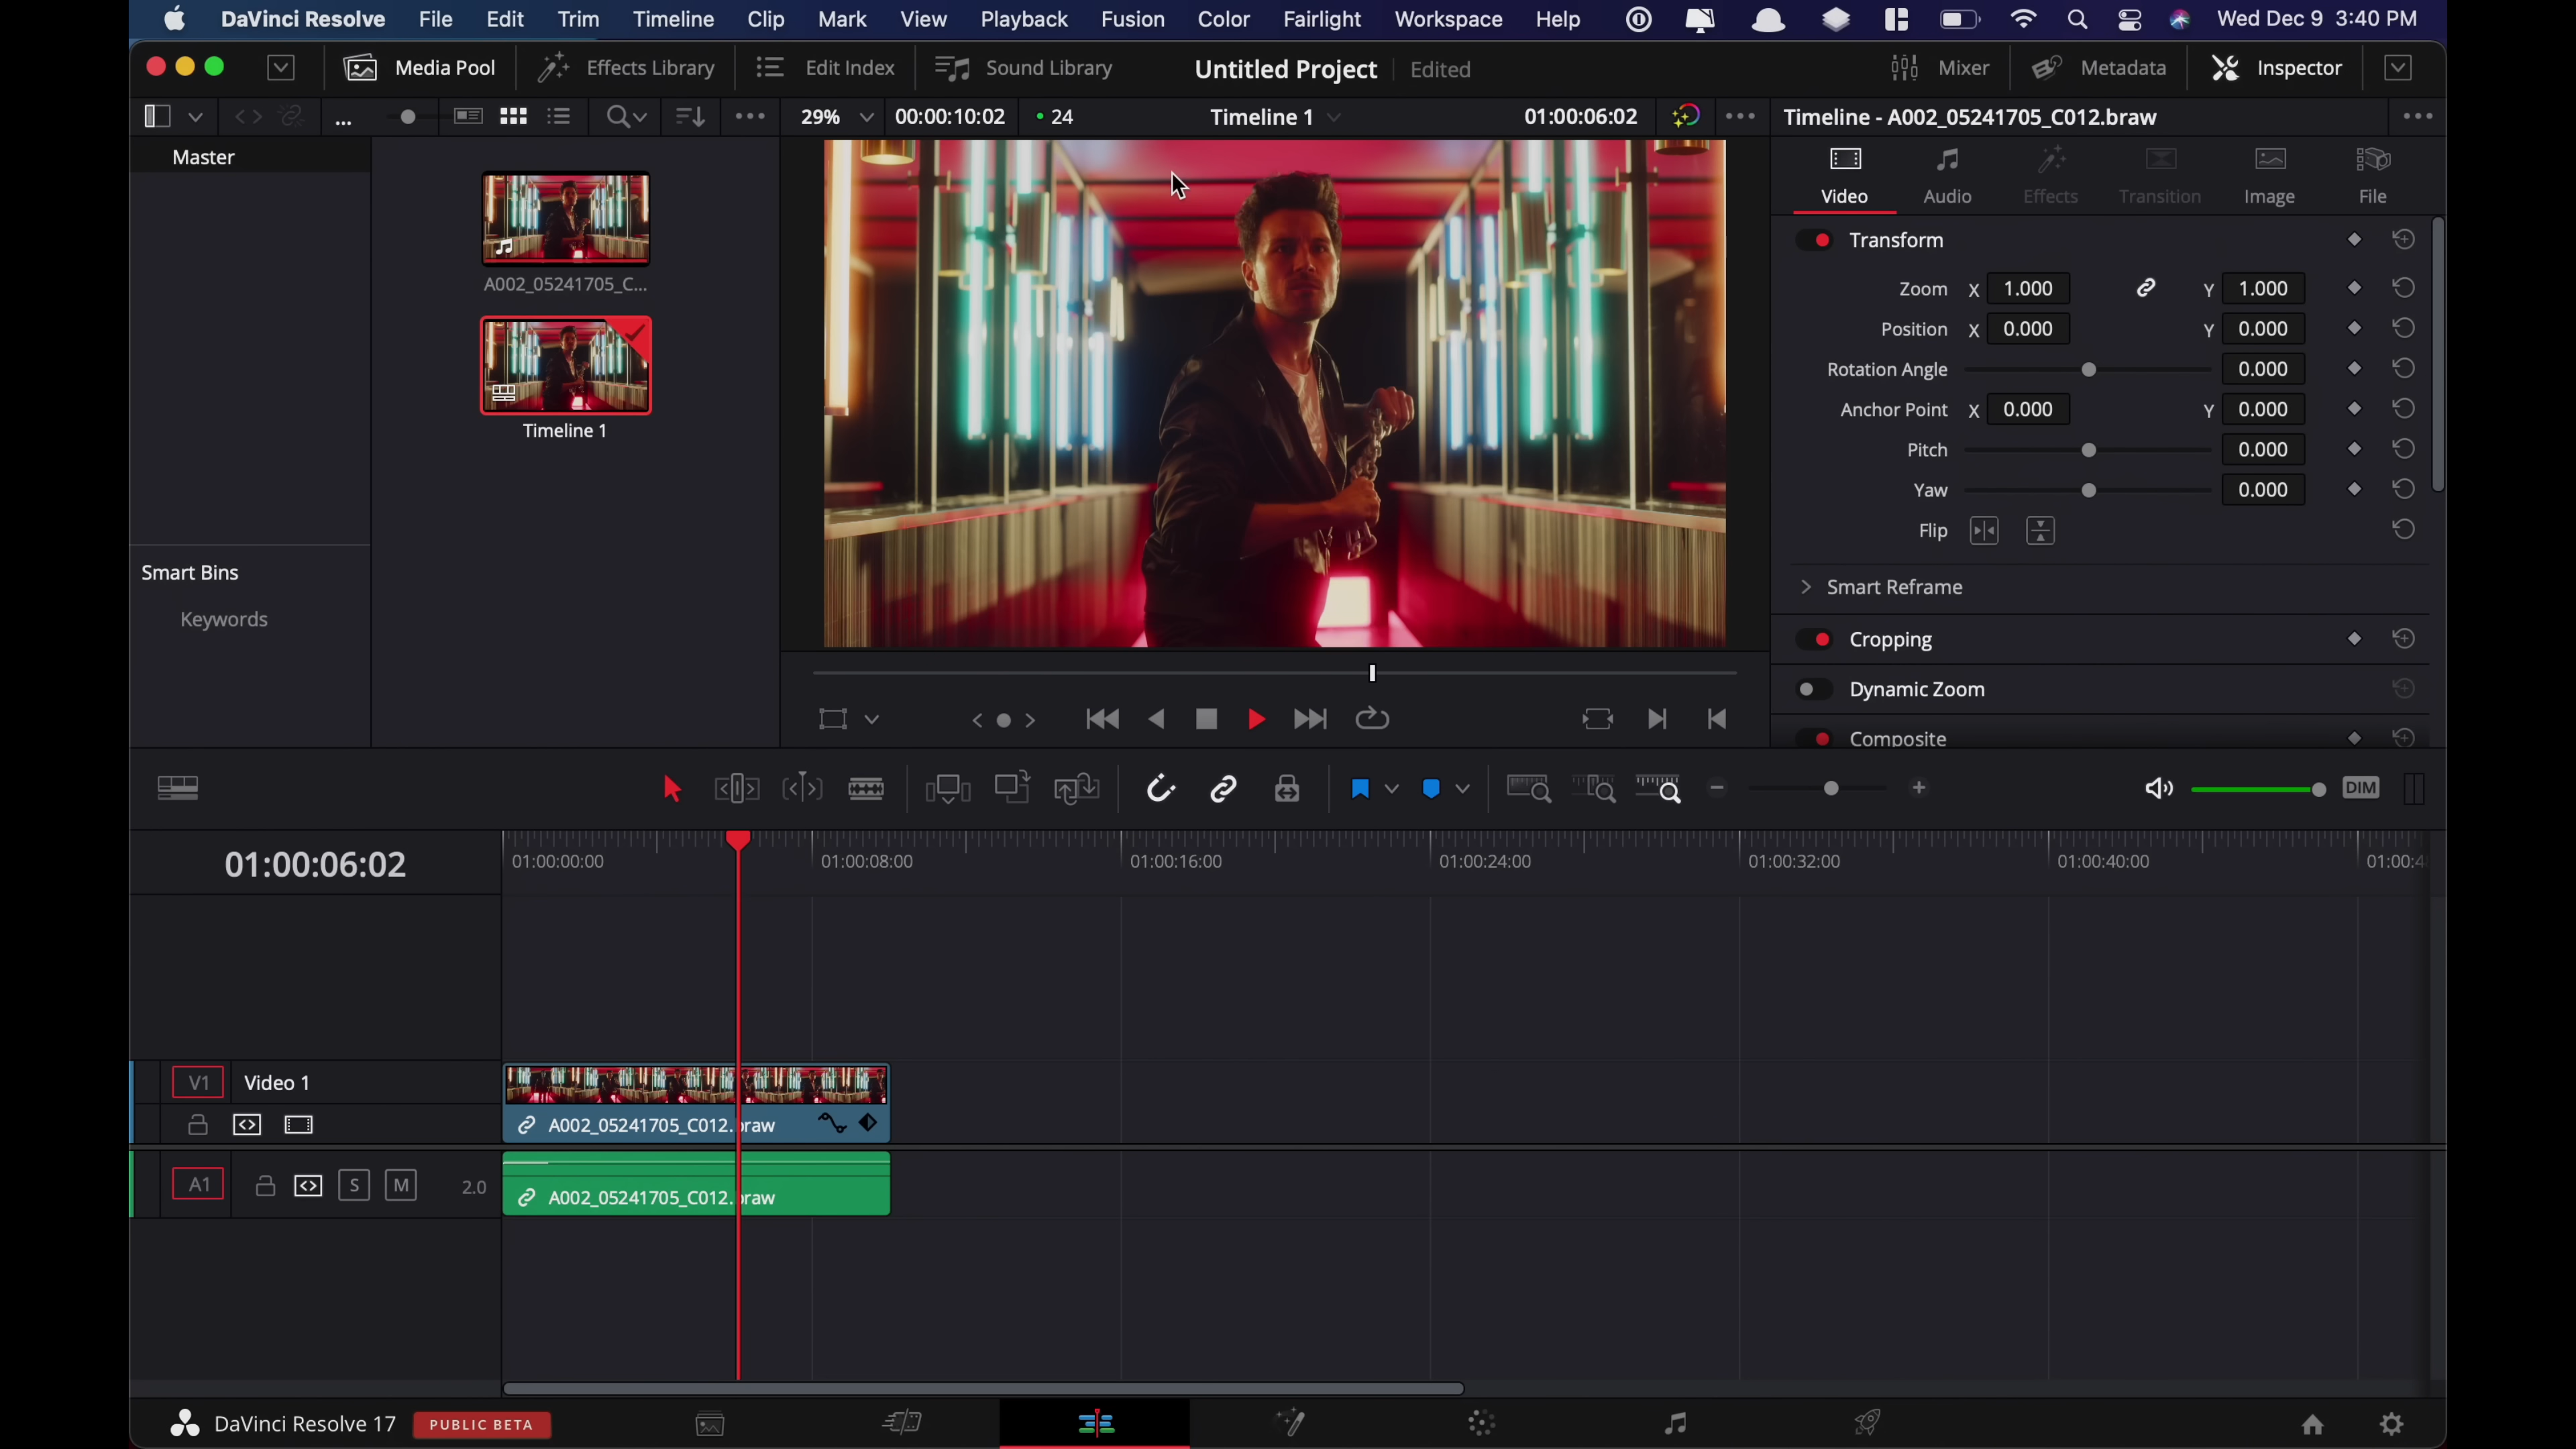 DaVinci Resolve File Edit Trim Timeline Clip Mark View Playback Fusion Color Fairlight Workspace Help Wed Dec 9 3:40 PM
Media Pool Effects Library Edit Index Sound Library Untitled Project Edited Mixer Metadata Inspector
... 29% 00:00:10:02 24 Timeline 1 01:00:06:02 Timeline - A002_05241705_C012.braw
Master
Video Audio Effects Transition Image File
Transform
A002_05241705_C...
Zoom X 1.000 Y 1.000
Position X 0.000 Y 0.000
Rotation Angle 0.000
Anchor Point X 0.000 Y 0.000
Timeline 1
Pitch 0.000
Yaw 0.000
Flip
Smart Bins
Smart Reframe
Keywords
Cropping
Dynamic Zoom
Composite
DIM
01:00:06:02
01:00:00:00 01:00:08:00 01:00:16:00 01:00:24:00 01:00:32:00 01:00:40:00 01:00:4
V1 Video 1
A002_05241705_C012.braw
A1 S M 2.0
A002_05241705_C012.braw
DaVinci Resolve 17 PUBLIC BETA